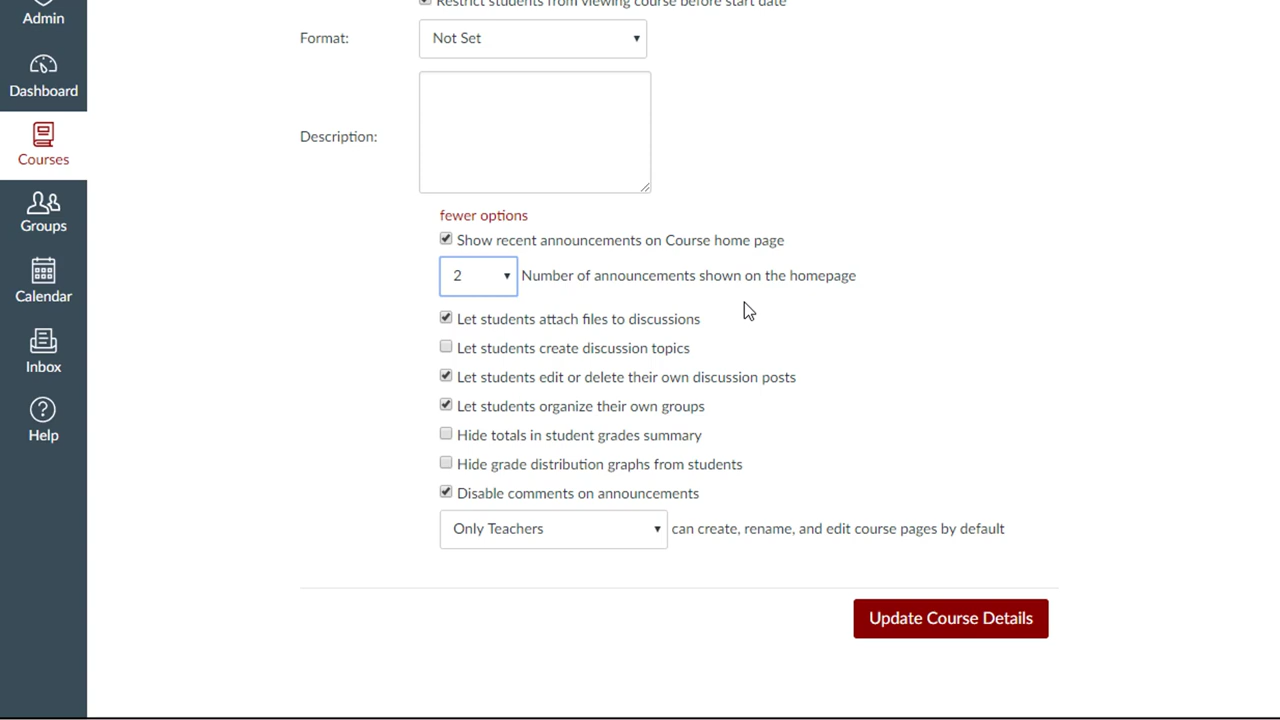 Admin
Dashboard
Courses
Groups
Calendar
Inbox
Help
Restrict students from viewing course before start date
Format: Not Set
Description:
fewer options
Show recent announcements on Course home page
2 Number of announcements shown on the homepage
Let students attach files to discussions
Let students create discussion topics
Let students edit or delete their own discussion posts
Let students organize their own groups
Hide totals in student grades summary
Hide grade distribution graphs from students
Disable comments on announcements
Only Teachers can create, rename, and edit course pages by default
Update Course Details